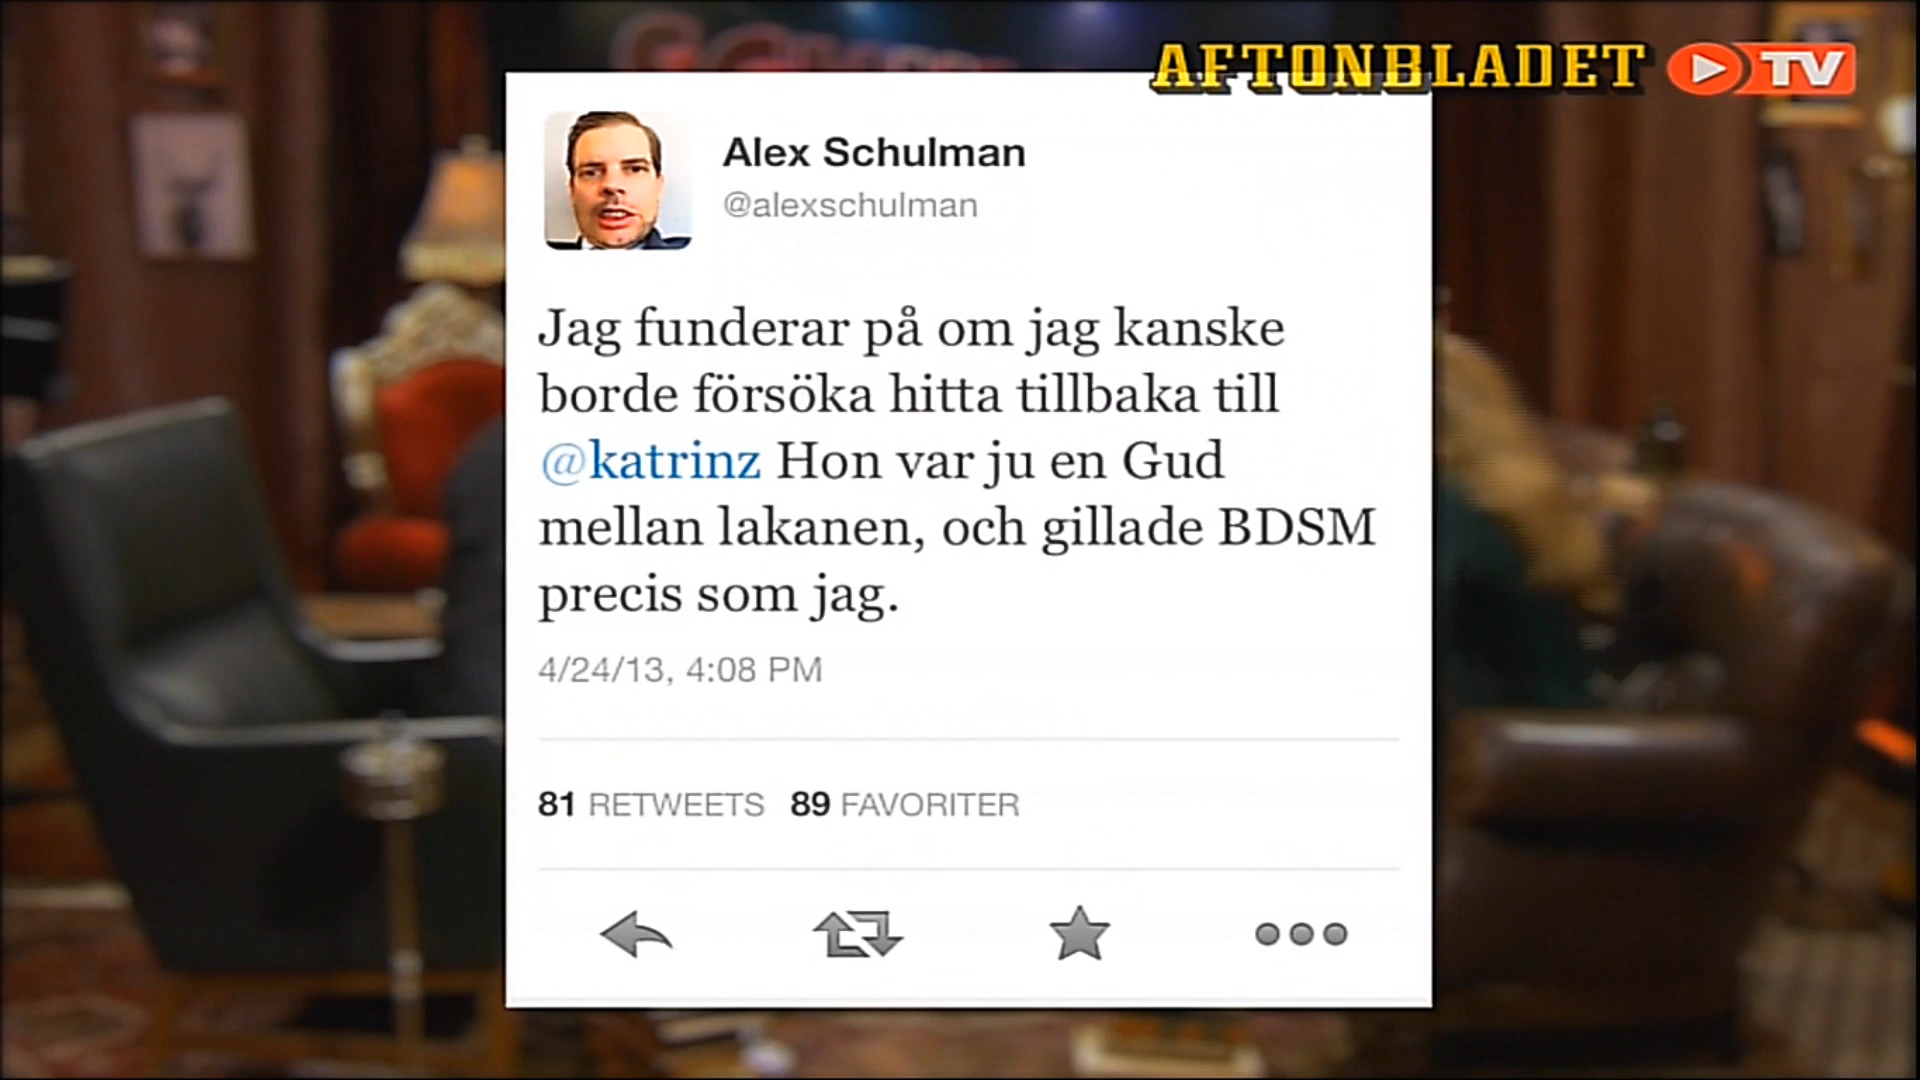 AFTONBLADET TV
Alex Schulman
@alexschulman
Jag funderar på om jag kanske
borde försöka hitta tillbaka till
@katrinz Hon var ju en Gud
mellan lakanen, och gillade BDSM
precis som jag.
4/24/13, 4:08 PM
81 RETWEETS 89 FAVORITER